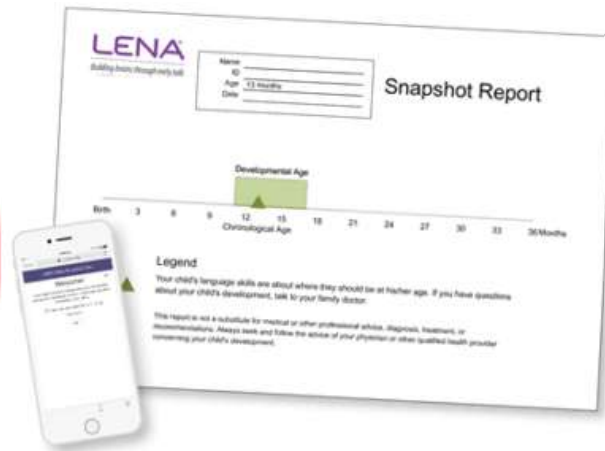 LENA
Building brains through early talk
Name
ID
Age 13 months
Date
Snapshot Report
Developmental Age
Birth 3 6 9 12 15 18 21 24 27 30 33 36 Months
Chronological Age
Legend
Your child's language skills are about where they should be at his/her age. If you have questions
about your child's development, talk to your family doctor.
This report is not a substitute for medical or other professional advice, diagnosis, treatment, or
recommendations. Always seek and follow the advice of your physician or other qualified health provider
concerning your child's development.
Welcome!